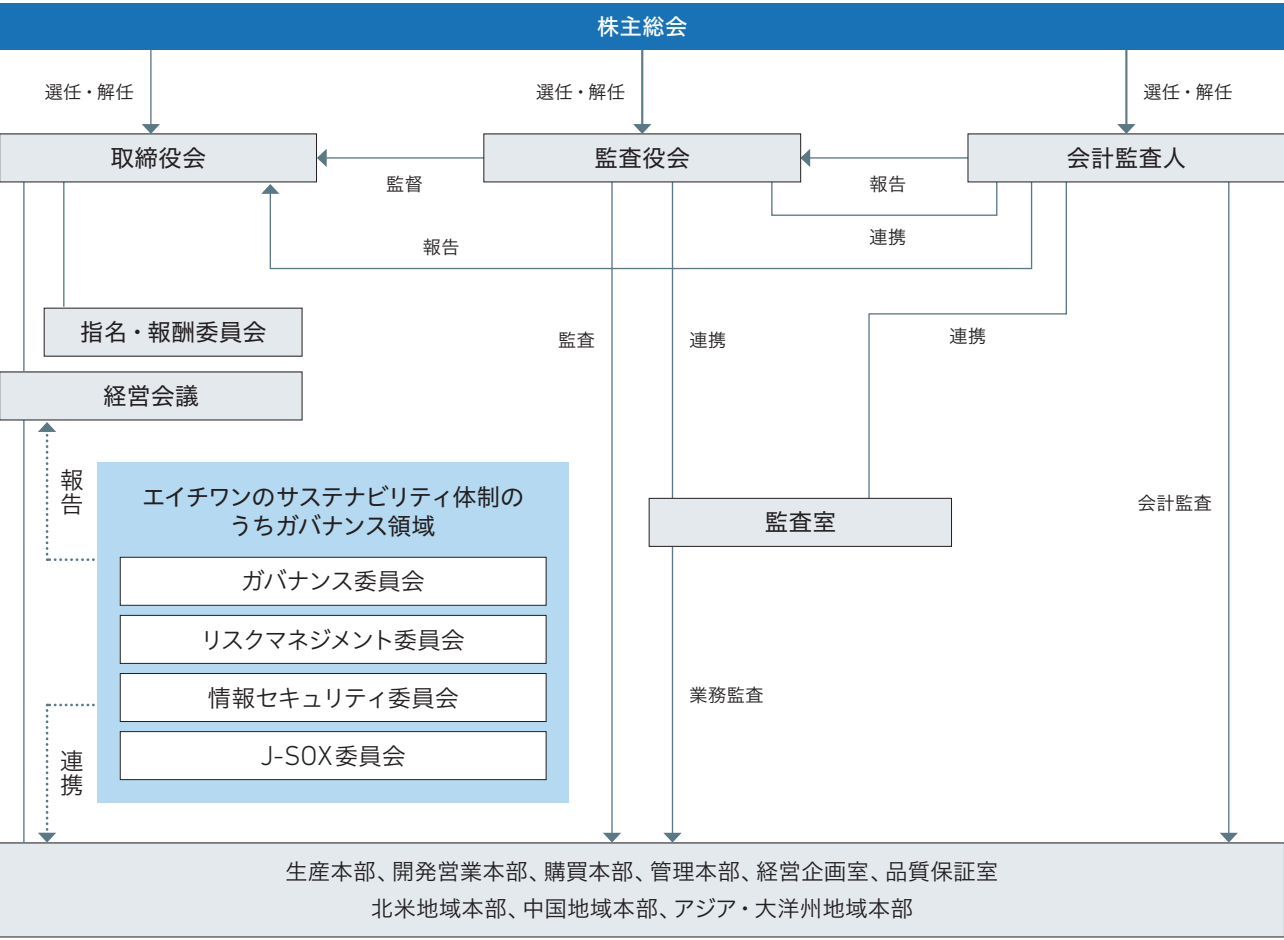 株主総会
選任・解任
選任・解任
選任・解任
取締役会
監査役会
会計監査人
監督
報告
連携
報告
指名・報酬委員会
監査
連携
連携
経営会議
報告
エイチワンのサステナビリティ体制の
うちガバナンス領域
監査室
会計監査
ガバナンス委員会
リスクマネジメント委員会
情報セキュリティ委員会
業務監査
J-SOX委員会
連携
生産本部、開発営業本部、購買本部、管理本部、経営企画室、品質保証室
北米地域本部、中国地域本部、アジア・大洋州地域本部